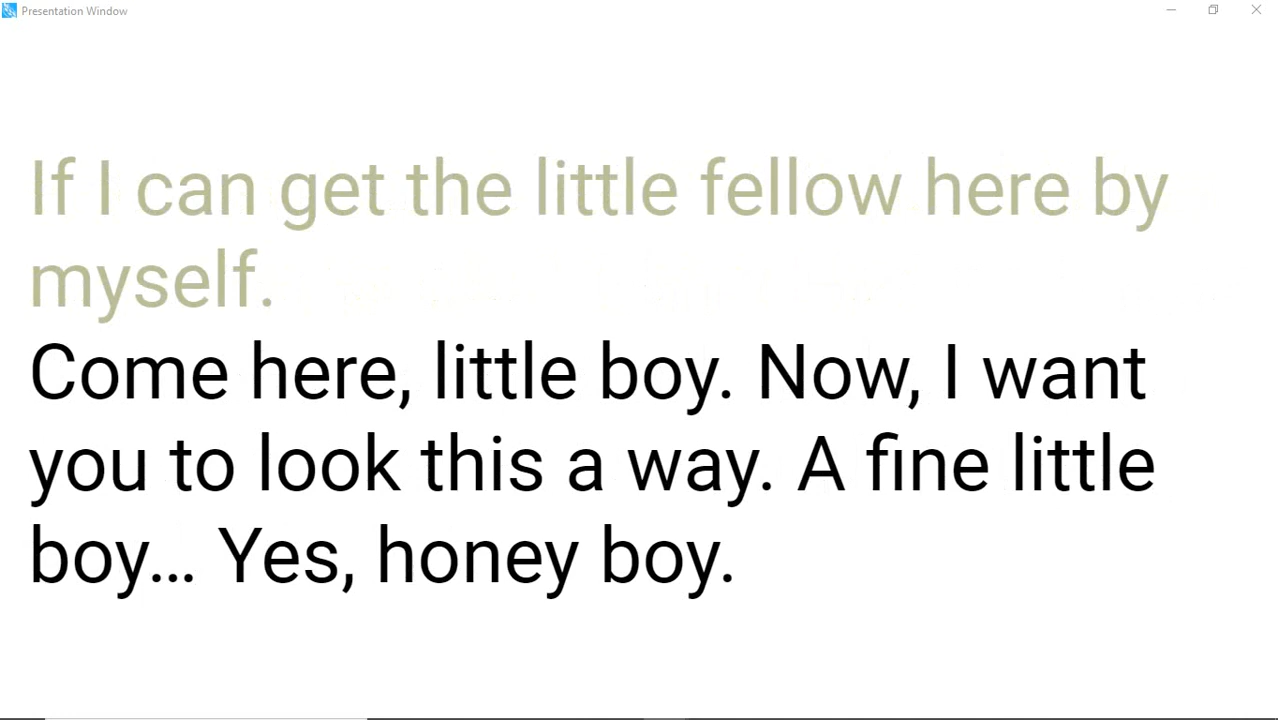 Presentation Window
If I can get the little fellow here by
myself.
Come here, little boy. Now, I want
you to look this a way. A fine little
boy... Yes, honey boy.